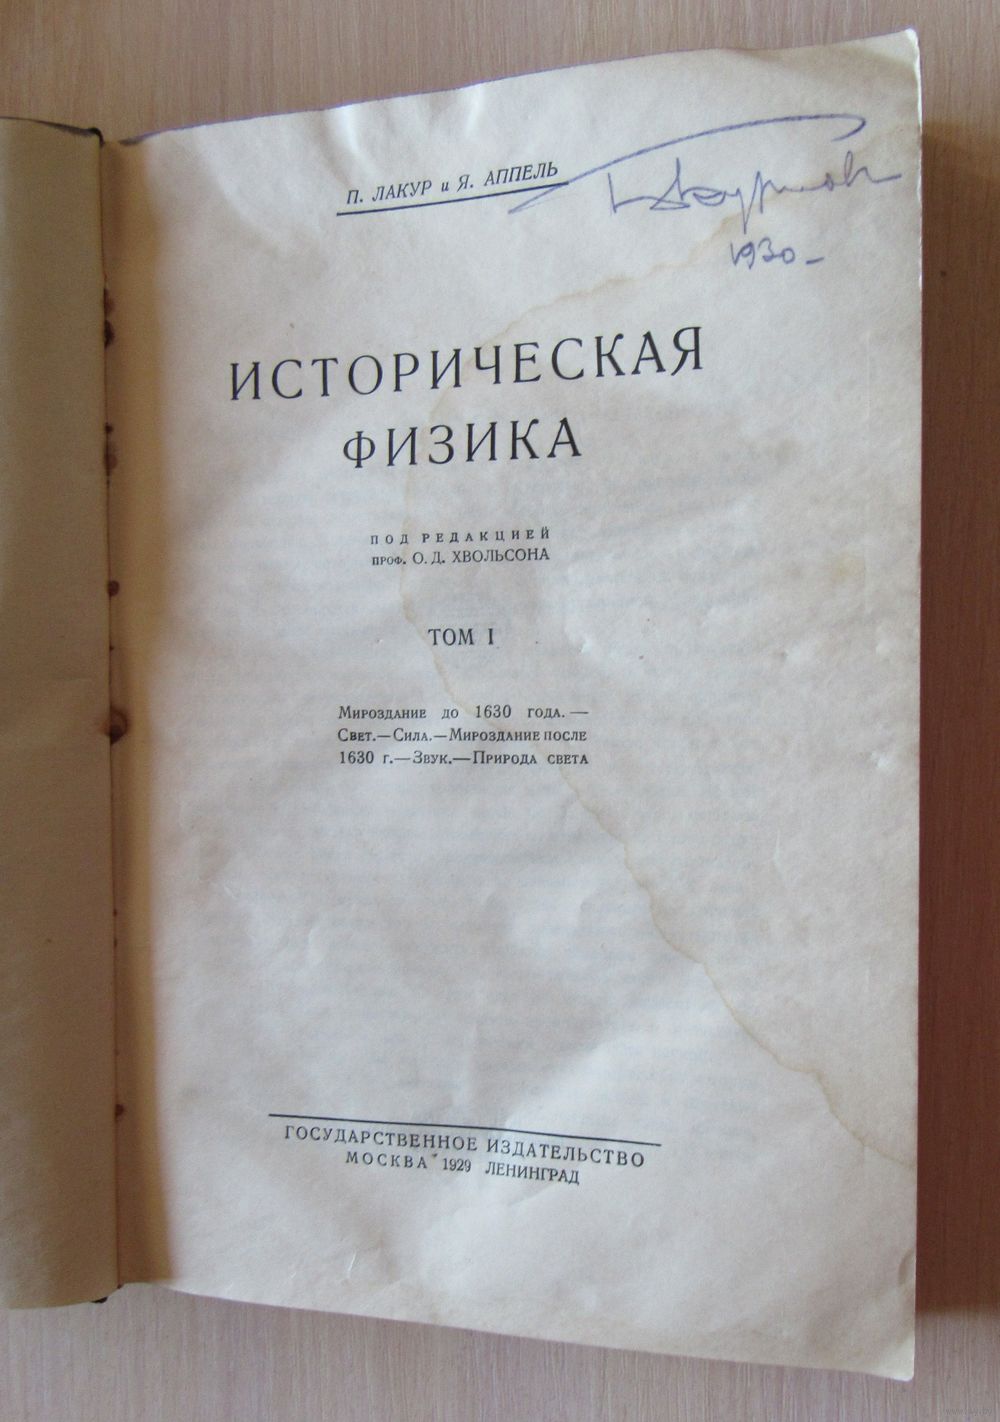 П. ЛАКУР и Я. АППЕЛЬ
1930-
ИСТОРИЧЕСКАЯ
ФИЗИКА
ПОД РЕДАКЦИЕЙ
ПРОФ. О. Д. ХВОЛЬСОНА
ТОМ I
Мироздание до 1630 года.—
Свет.—Сила.—Мироздание после
1630 г.—Звук.—Природа света
ГОСУДАРСТВЕННОЕ ИЗДАТЕЛЬСТВО
МОСКВА 1929 ЛЕНИНГРАД